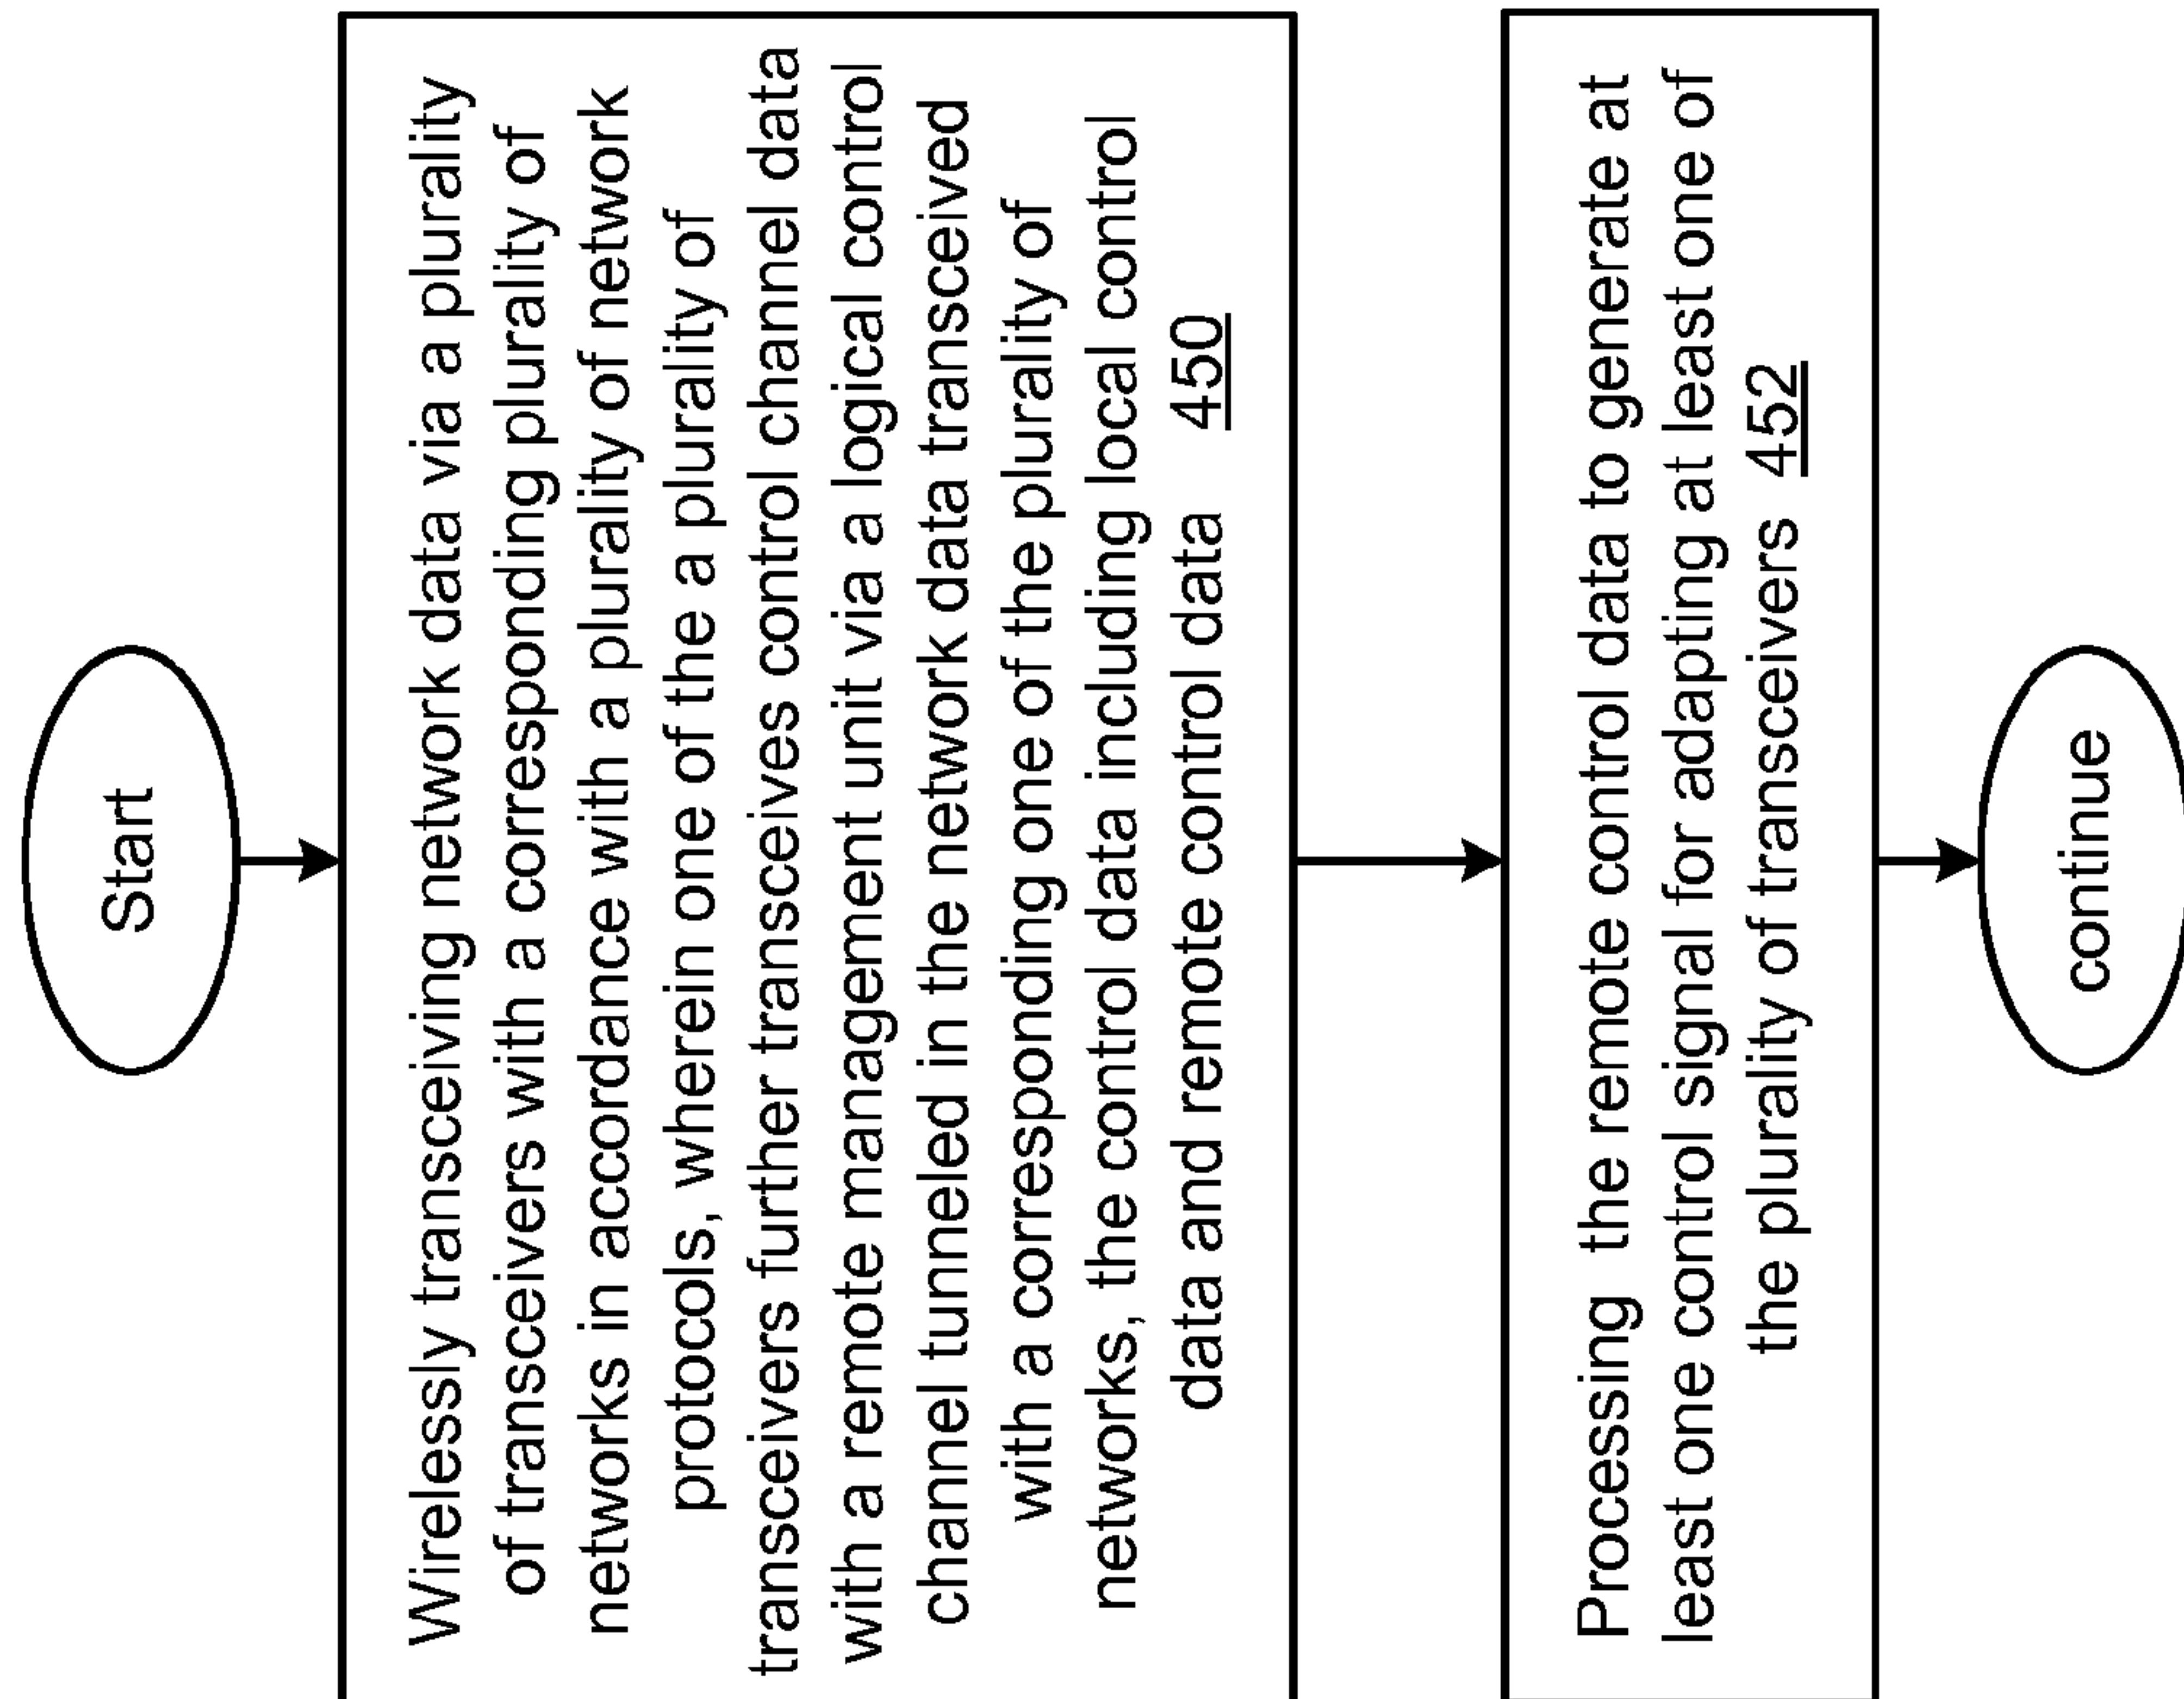 Start
Wirelessly transceiving network data via a plurality
of transceivers with a corresponding plurality of
networks in accordance with a plurality of network
protocols, wherein one of the a plurality of
transceivers further transceives control channel data
with a remote management unit via a logical control
channel tunneled in the network data transceived
with a corresponding one of the plurality of
networks, the control data including local control
data and remote control data 450
Processing the remote control data to generate at
least one control signal for adapting at least one of
the plurality of transceivers 452
continue